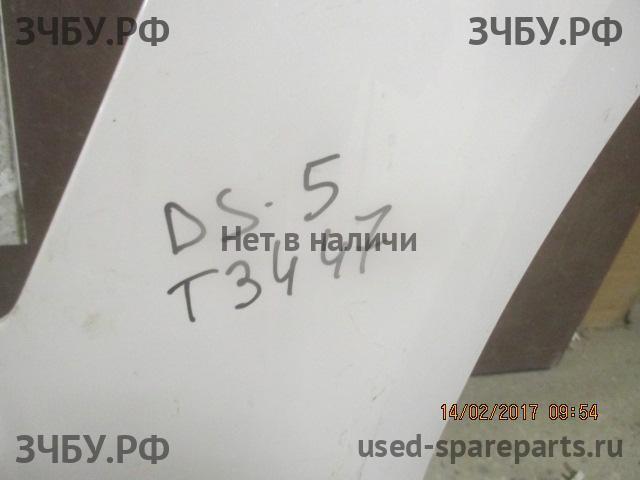 ЗЧБУ.РФ ЗЧБУ.РФ
DS-5
Нет в наличи
T3447
14/02/2017 09:54
ЗЧБУ.РФ used-spareparts.ru